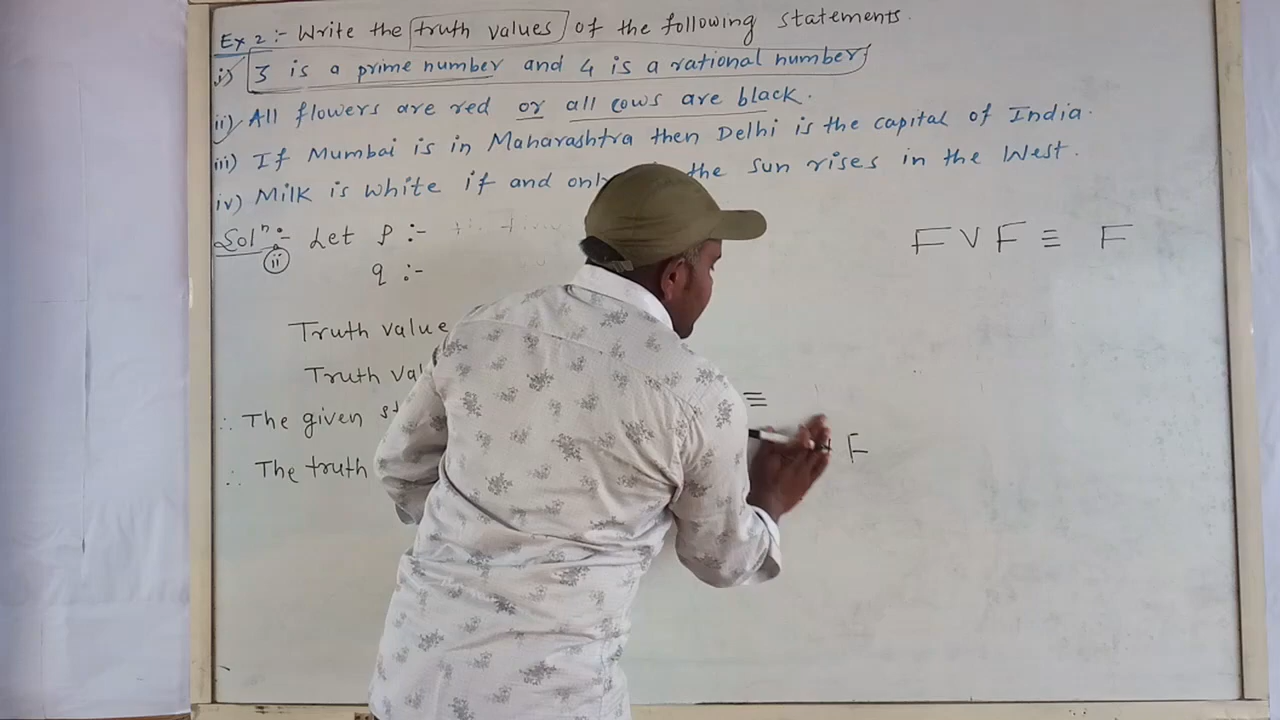 Ex 2 :- Write the truth values of the following statements.
i) 3 is a prime number and 4 is a rational number
ii) All flowers are red or all cows are black.
iii) If Mumbai is in Maharashtra then Delhi is the capital of India.
iv) Milk is white if and only the sun rises in the West.
Solⁿ :- Let p :-
F ∨ F ≡ F
ii
q :-
Truth value
Truth
∴ The given
≡
∴ The truth
F